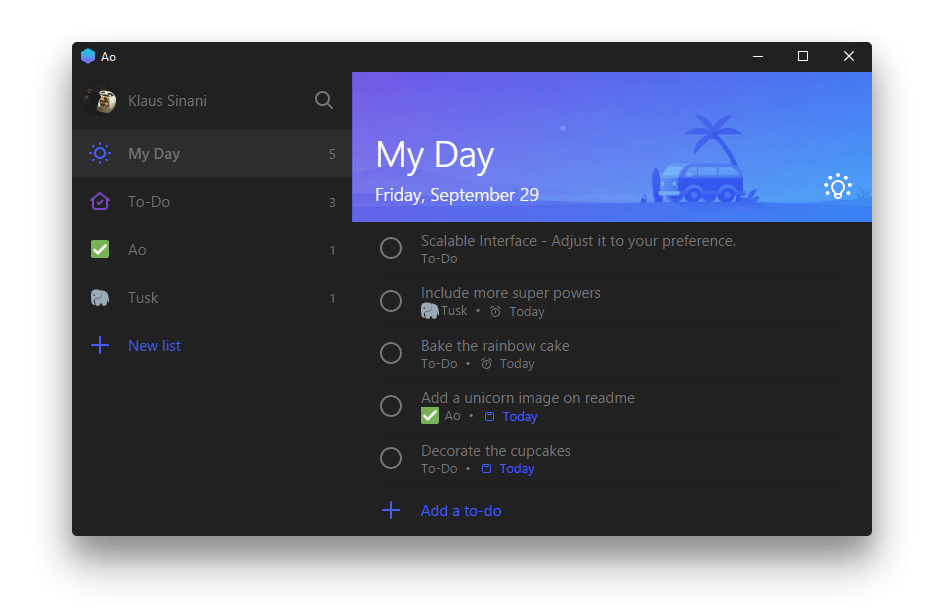 Ao
Klaus Sinani
My Day 5
To-Do 3
Ao 1
Tusk 1
New list
My Day
Friday, September 29
Scalable Interface - Adjust it to your preference.
To-Do
Include more super powers
Tusk • Today
Bake the rainbow cake
To-Do • Today
Add a unicorn image on readme
Ao • Today
Decorate the cupcakes
To-Do • Today
Add a to-do